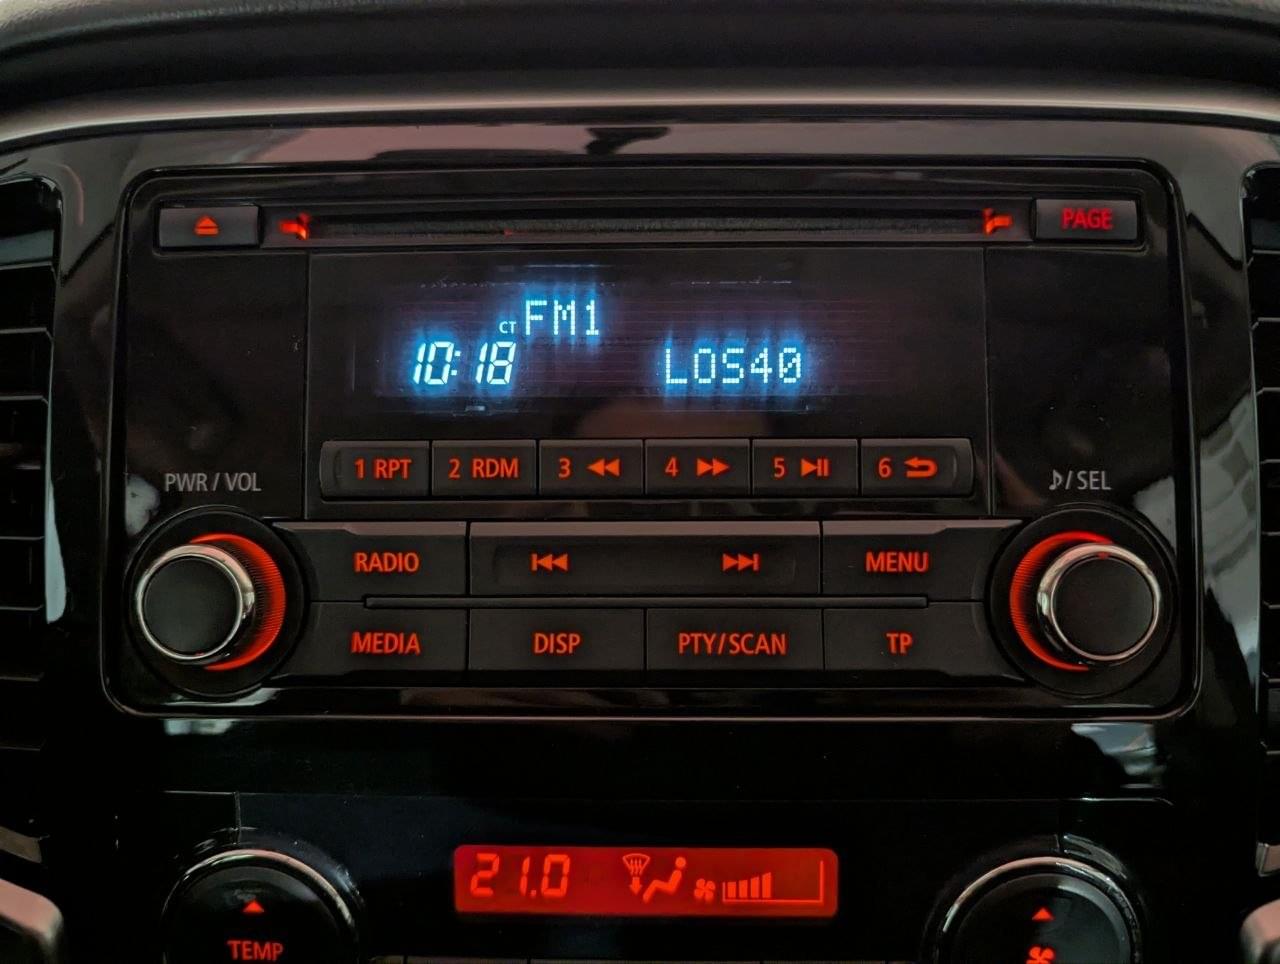 PAGE
FM1
CT
10:18
LOS40
PWR / VOL
1 RPT
2 RDM
3
4
5
6
/ SEL
RADIO
MENU
MEDIA
DISP
PTY/SCAN
TP
21.0
TEMP